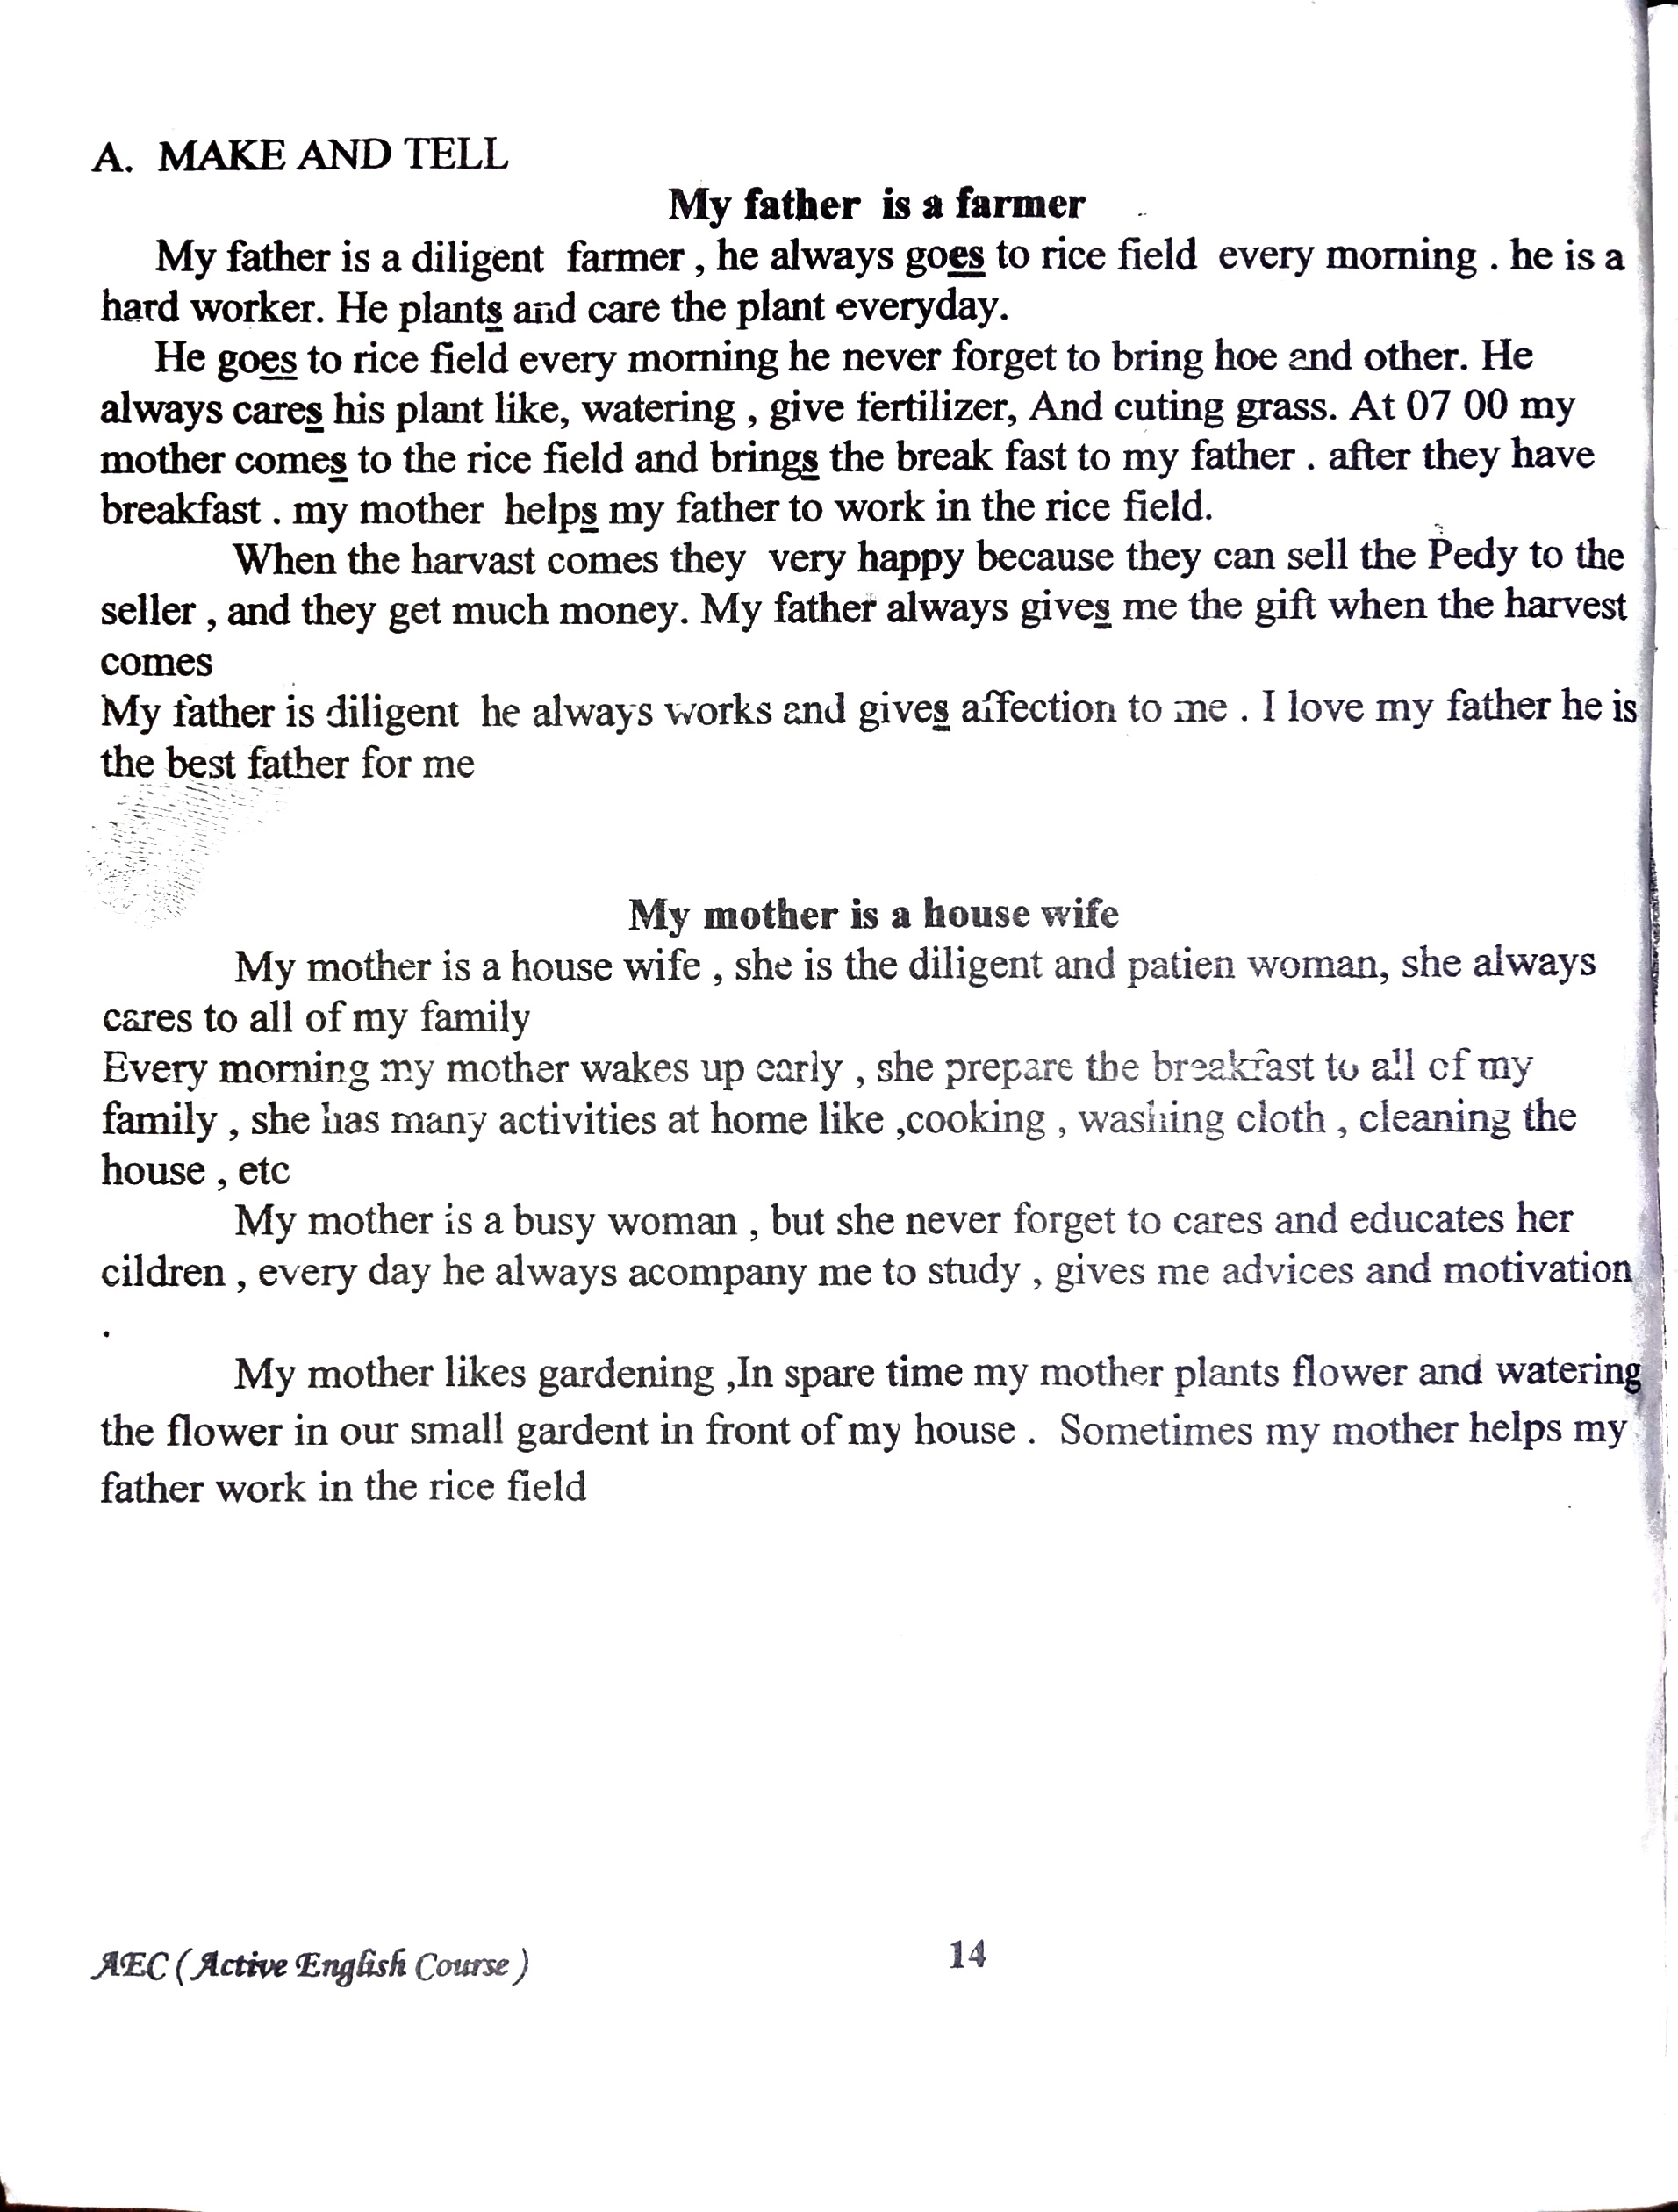 A. MAKE AND TELL
My father is a farmer
My father is a diligent farmer , he always goes to rice field every morning . he is a
hard worker. He plants and care the plant everyday.
He goes to rice field every morning he never forget to bring hoe and other. He
always cares his plant like, watering , give fertilizer, And cuting grass. At 07 00 my
mother comes to the rice field and brings the break fast to my father . after they have
breakfast . my mother helps my father to work in the rice field.
When the harvast comes they very happy because they can sell the Pedy to the
seller , and they get much money. My father always gives me the gift when the harvest
comes
My father is diligent he always works and gives affection to me . I love my father he is
the best father for me
My mother is a house wife
My mother is a house wife , she is the diligent and patien woman, she always
cares to all of my family
Every morning my mother wakes up early , she prepare the breakfast to all of my
family , she has many activities at home like ,cooking , washing cloth , cleaning the
house , etc
My mother is a busy woman , but she never forget to cares and educates her
cildren , every day he always acompany me to study , gives me advices and motivation
.
My mother likes gardening ,In spare time my mother plants flower and watering
the flower in our small gardent in front of my house . Sometimes my mother helps my
father work in the rice field
AEC ( Active English Course )
14